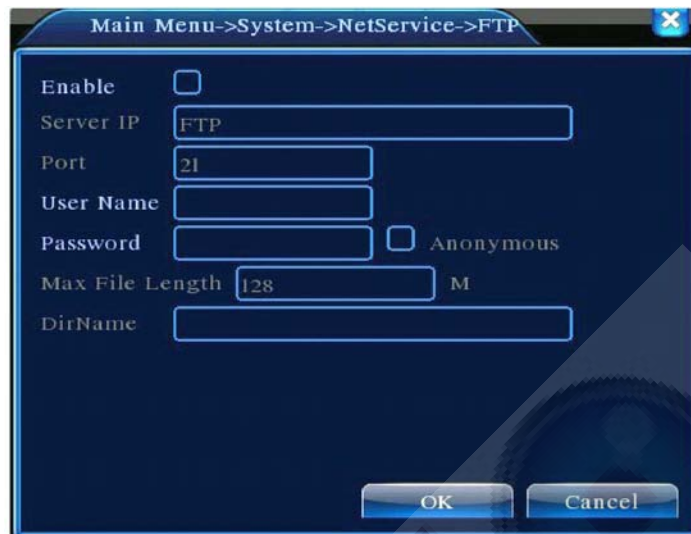 Main Menu->System->NetService->FTP
Enable
Server IP FTP
Port 21
User Name
Password Anonymous
Max File Length 128 M
DirName
OK Cancel